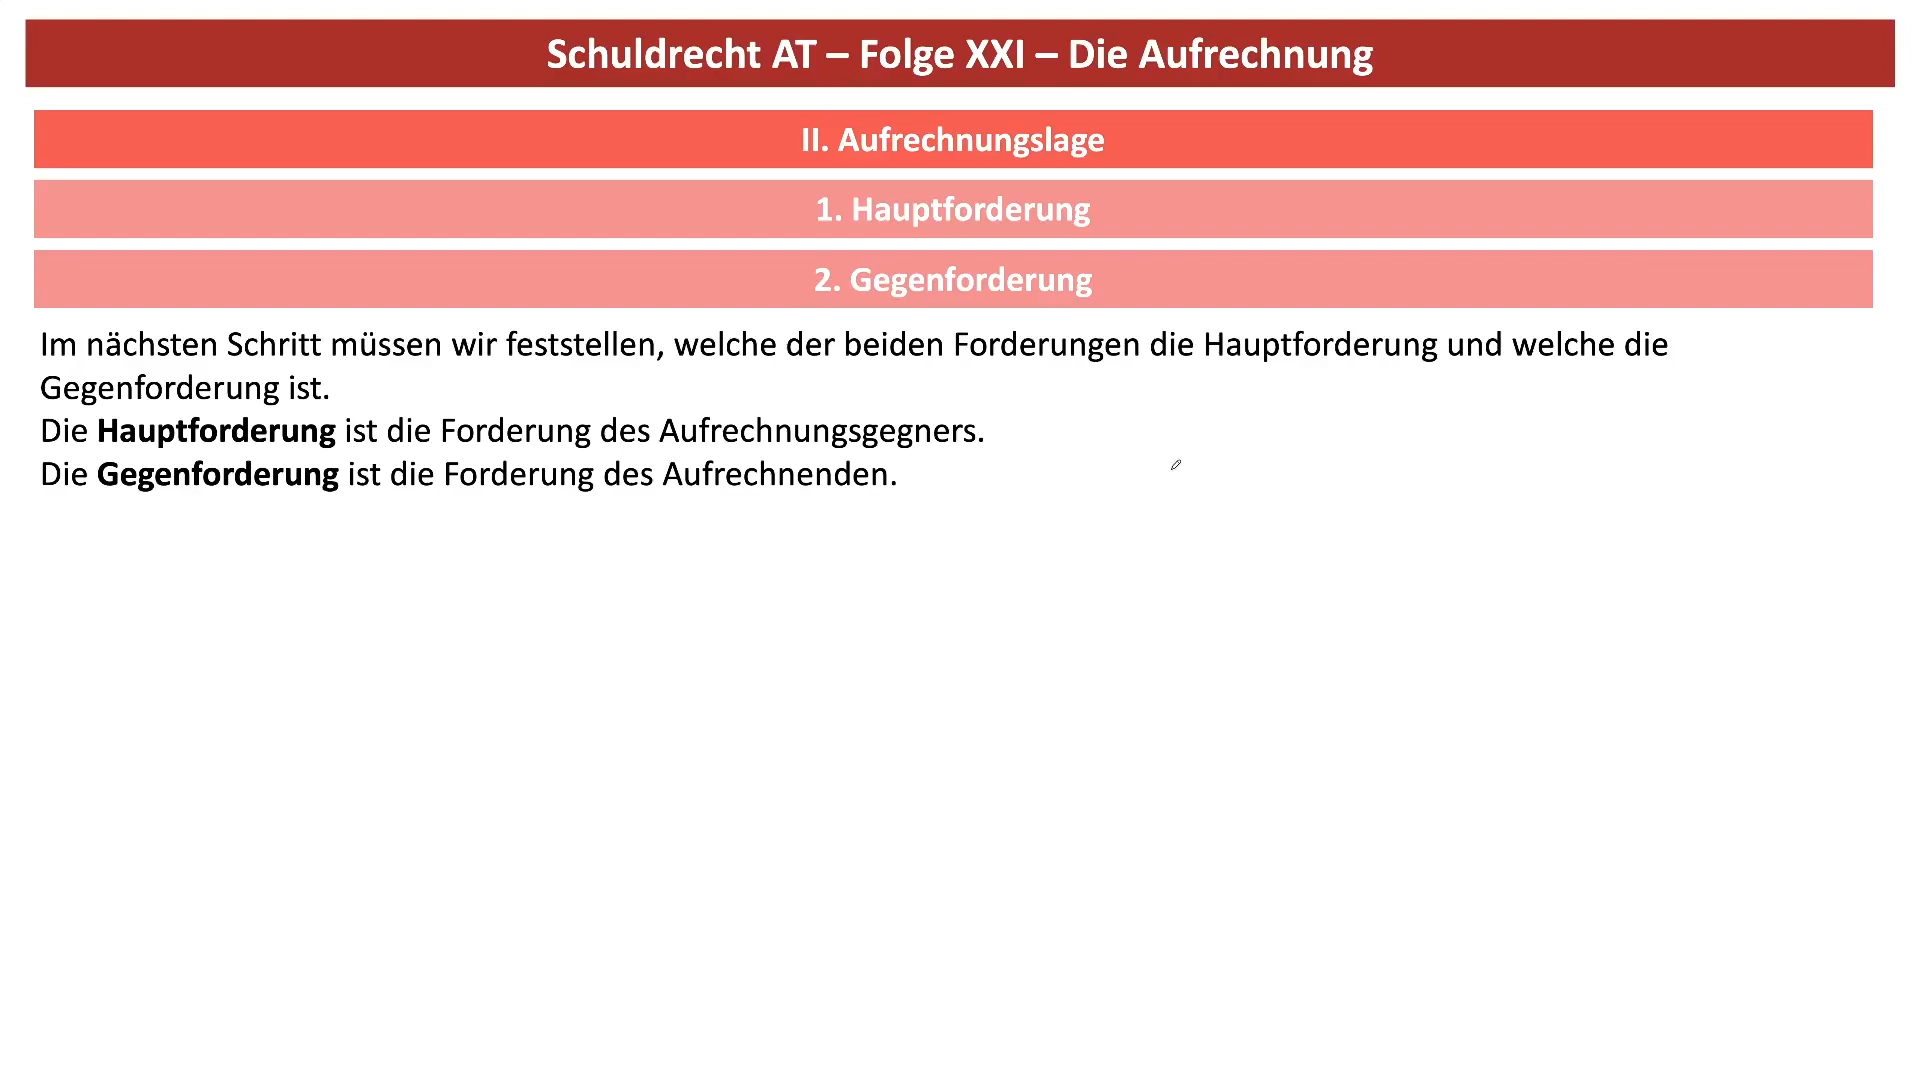 Schuldrecht AT – Folge XXI – Die Aufrechnung
II. Aufrechnungslage
1. Hauptforderung
2. Gegenforderung
Im nächsten Schritt müssen wir feststellen, welche der beiden Forderungen die Hauptforderung und welche die
Gegenforderung ist.
Die Hauptforderung ist die Forderung des Aufrechnungsgegners.
Die Gegenforderung ist die Forderung des Aufrechnenden.